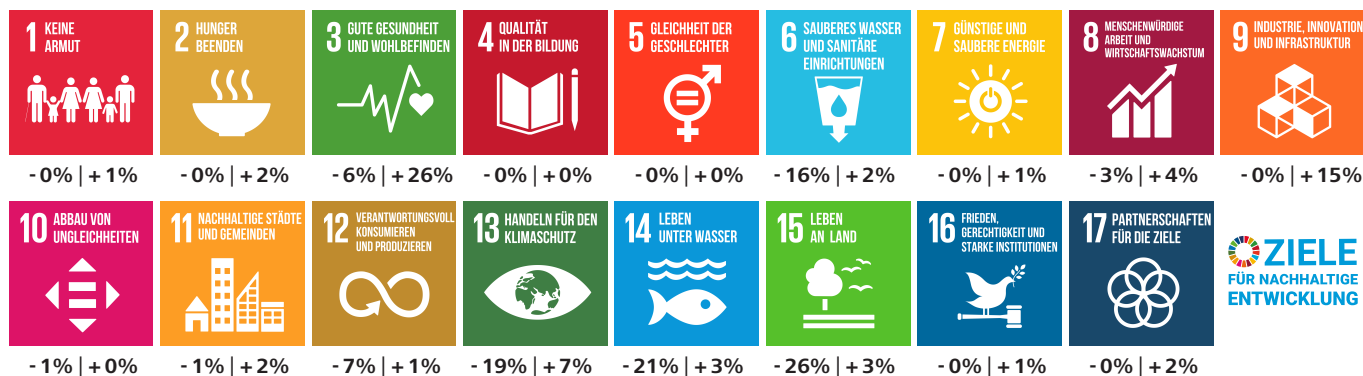 1 KEINE
ARMUT
2 HUNGER
BEENDEN
3 GUTE GESUNDHEIT
UND WOHLBEFINDEN
4 QUALITÄT
IN DER BILDUNG
5 GLEICHHEIT DER
GESCHLECHTER
6 SAUBERES WASSER
UND SANITÄRE
EINRICHTUNGEN
7 GÜNSTIGE UND
SAUBERE ENERGIE
8 MENSCHENWÜRDIGE
ARBEIT UND
WIRTSCHAFTSWACHSTUM
9 INDUSTRIE, INNOVATION
UND INFRASTRUKTUR
-0% | +1%
-0% | +2%
-6% | +26%
-0% | +0%
-0% | +0%
-16% | +2%
-0% | +1%
-3% | +4%
-0% | +15%
10 ABBAU VON
UNGLEICHHEITEN
11 NACHHALTIGE STÄDTE
UND GEMEINDEN
12 VERANTWORTUNGSVOLL
KONSUMIEREN
UND PRODUZIEREN
13 HANDELN FÜR DEN
KLIMASCHUTZ
14 LEBEN
UNTER WASSER
15 LEBEN
AN LAND
16 FRIEDEN,
GERECHTIGKEIT UND
STARKE INSTITUTIONEN
17 PARTNERSCHAFTEN
FÜR DIE ZIELE
ZIELE
FÜR NACHHALTIGE
ENTWICKLUNG
-1% | +0%
-1% | +2%
-7% | +1%
-19% | +7%
-21% | +3%
-26% | +3%
-0% | +1%
-0% | +2%